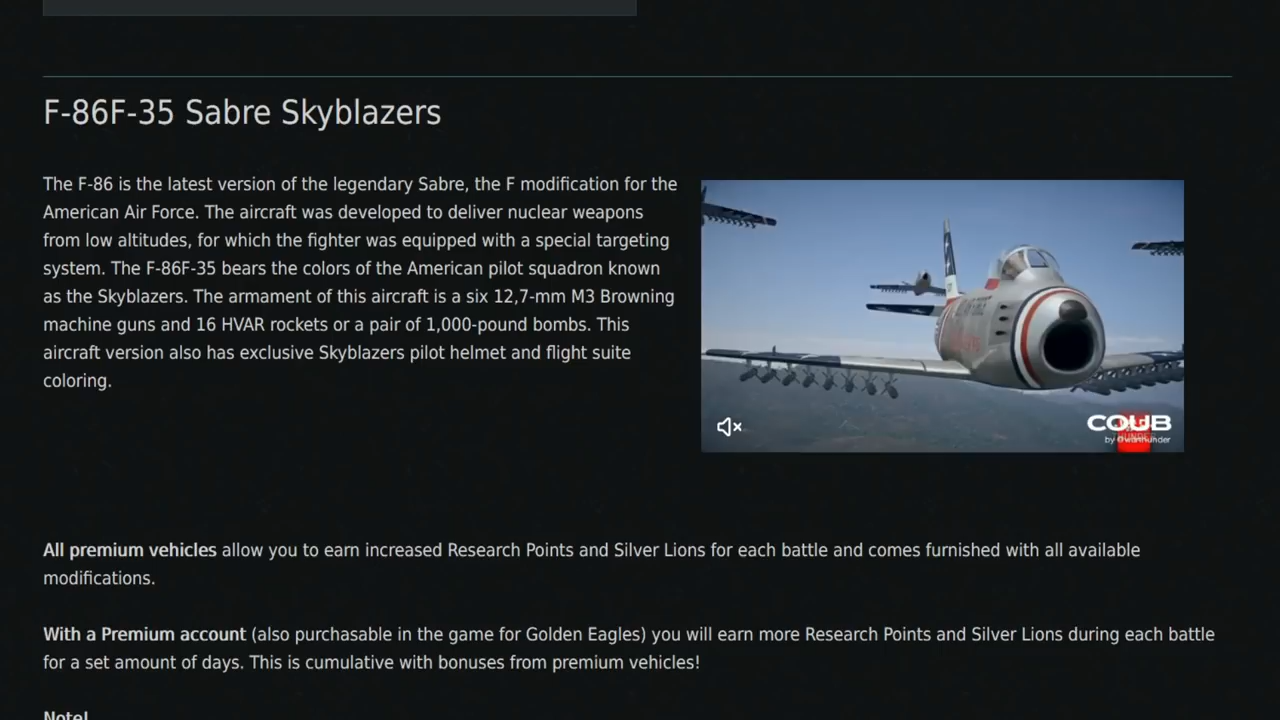 F-86F-35 Sabre Skyblazers
The F-86 is the latest version of the legendary Sabre, the F modification for the
American Air Force. The aircraft was developed to deliver nuclear weapons
from low altitudes, for which the fighter was equipped with a special targeting
system. The F-86F-35 bears the colors of the American pilot squadron known
as the Skyblazers. The armament of this aircraft is a six 12,7-mm M3 Browning
machine guns and 16 HVAR rockets or a pair of 1,000-pound bombs. This
aircraft version also has exclusive Skyblazers pilot helmet and flight suite
coloring.
COUB
by
All premium vehicles allow you to earn increased Research Points and Silver Lions for each battle and comes furnished with all available
modifications.
With a Premium account (also purchasable in the game for Golden Eagles) you will earn more Research Points and Silver Lions during each battle
for a set amount of days. This is cumulative with bonuses from premium vehicles!
Note!